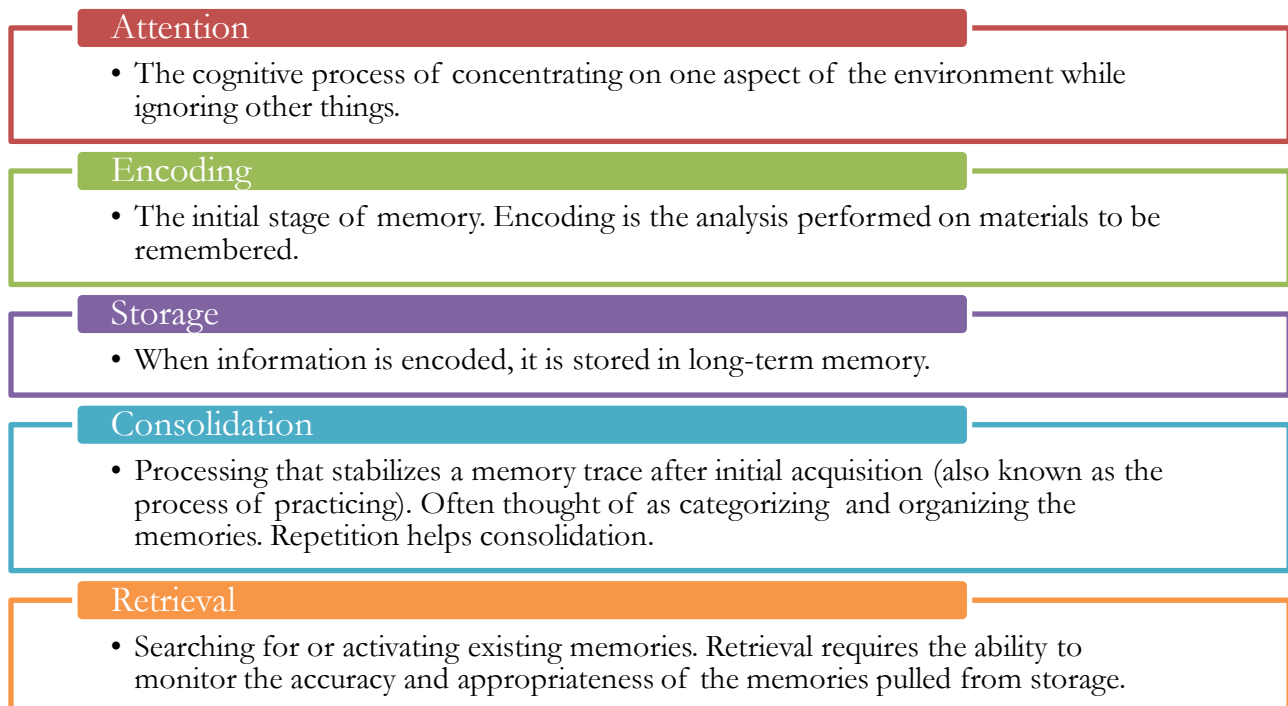 Attention
• The cognitive process of concentrating on one aspect of the environment while
ignoring other things.
Encoding
• The initial stage of memory. Encoding is the analysis performed on materials to be
remembered.
Storage
• When information is encoded, it is stored in long-term memory.
Consolidation
• Processing that stabilizes a memory trace after initial acquisition (also known as the
process of practicing). Often thought of as categorizing and organizing the
memories. Repetition helps consolidation.
Retrieval
• Searching for or activating existing memories. Retrieval requires the ability to
monitor the accuracy and appropriateness of the memories pulled from storage.